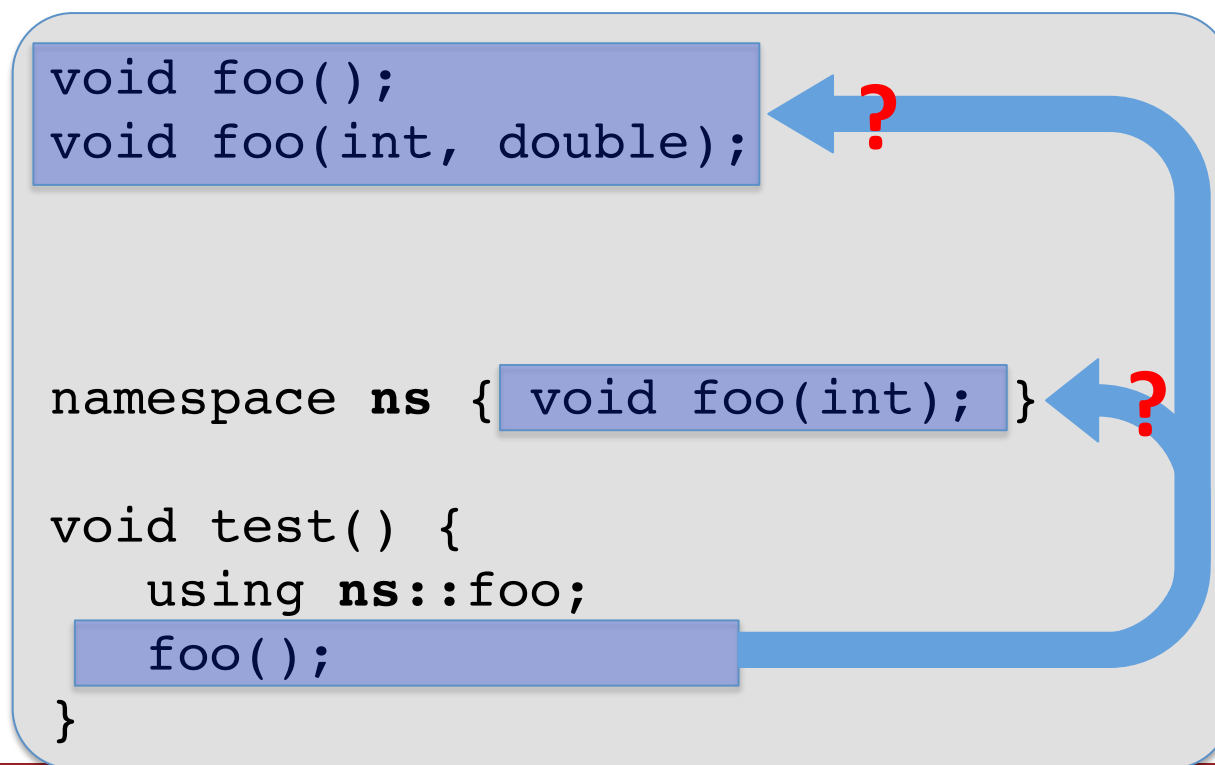 void foo();
void foo(int, double);
?
namespace ns { void foo(int); }
?
void test() {
using ns::foo;
foo();
}